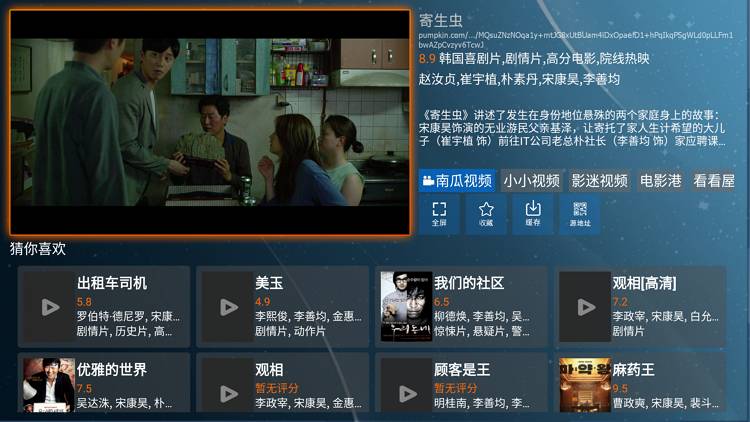 寄生虫
8.9 韩国喜剧片,剧情片,高分电影,院线热映
赵汝贞,崔宇植,朴素丹,宋康昊,李善均
《寄生虫》讲述了发生在身份地位悬殊的两个家庭身上的故事:
宋康昊饰演的无业游民父亲基泽，让寄托了家人生计希望的大儿
子（崔宇植 饰）前往IT公司老总朴社长（李善均 饰）家应聘课...
南瓜视频 小小视频 影迷视频 电影港 看看屋
全屏 收藏 缓存 源地址
猜你喜欢
出租车司机
5.8
罗伯特·德尼罗, 宋康...
剧情片, 历史片, 高...
美玉
4.9
李熙俊, 李善均, 金惠...
剧情片, 动作片
我们的社区
6.5
柳德焕, 李善均, 吴...
惊悚片, 悬疑片, 警...
观相[高清]
7.2
李政宰, 宋康昊, 白允...
剧情片
优雅的世界
7.5
吴达洙, 宋康昊, 朴...
观相
暂无评分
李政宰, 宋康昊, 金惠...
顾客是王
暂无评分
明桂南, 李善均, 李...
麻药王
9.5
曹政奭, 宋康昊, 裴斗...